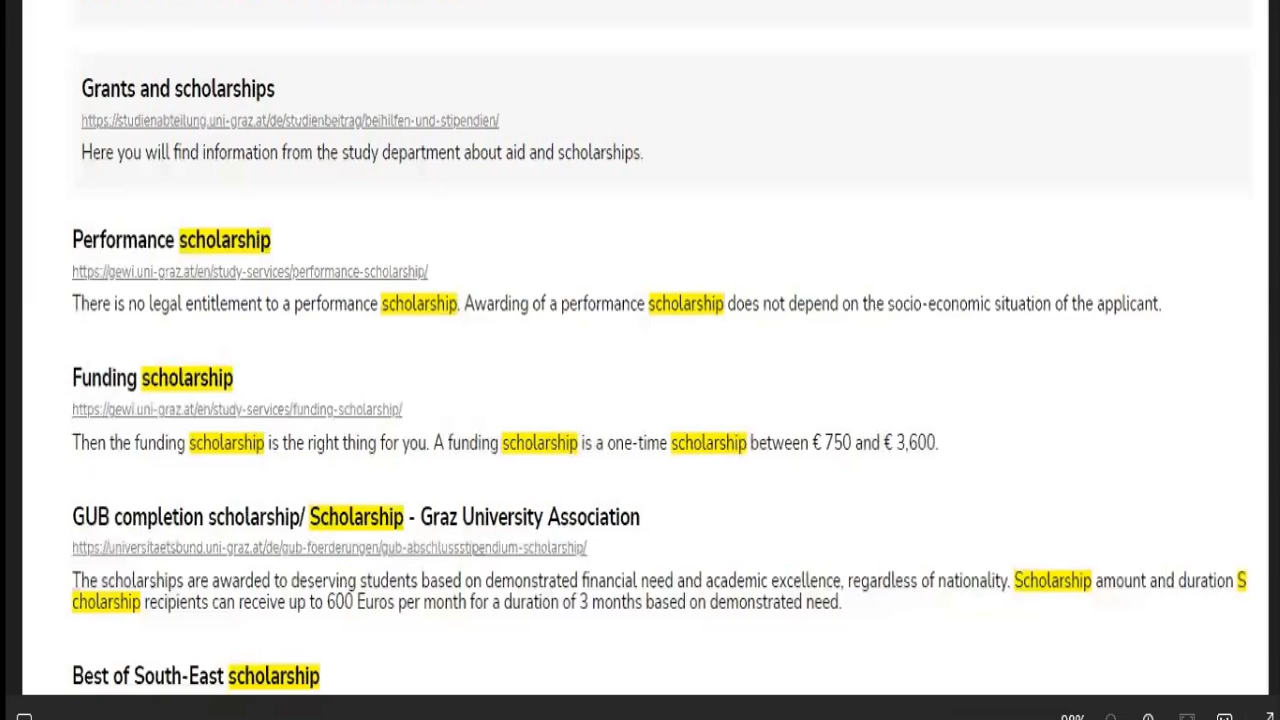 Grants and scholarships
https://studienabteilung.uni-graz.at/de/studienbeitrag/beihilfen-und-stipendien/
Here you will find information from the study department about aid and scholarships.
Performance scholarship
https://gewi.uni-graz.at/en/study-services/performance-scholarship/
There is no legal entitlement to a performance scholarship. Awarding of a performance scholarship does not depend on the socio-economic situation of the applicant.
Funding scholarship
https://gewi.uni-graz.at/en/study-services/funding-scholarship/
Then the funding scholarship is the right thing for you. A funding scholarship is a one-time scholarship between € 750 and € 3,600.
GUB completion scholarship/ Scholarship - Graz University Association
https://universitaetsbund.uni-graz.at/de/gub-foerderungen/gub-abschlussstipendium-scholarship/
The scholarships are awarded to deserving students based on demonstrated financial need and academic excellence, regardless of nationality. Scholarship amount and duration S
cholarship recipients can receive up to 600 Euros per month for a duration of 3 months based on demonstrated need.
Best of South-East scholarship